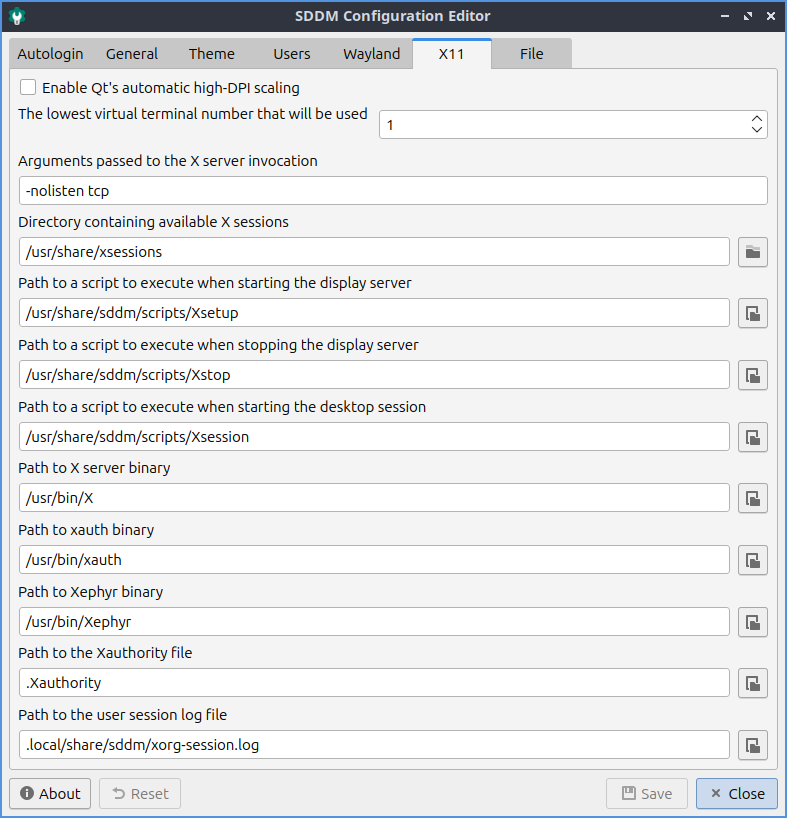 SDDM Configuration Editor
Autologin General Theme Users Wayland X11 File
Enable Qt's automatic high-DPI scaling
The lowest virtual terminal number that will be used 1
Arguments passed to the X server invocation
-nolisten tcp
Directory containing available X sessions
/usr/share/xsessions
Path to a script to execute when starting the display server
/usr/share/sddm/scripts/Xsetup
Path to a script to execute when stopping the display server
/usr/share/sddm/scripts/Xstop
Path to a script to execute when starting the desktop session
/usr/share/sddm/scripts/Xsession
Path to X server binary
/usr/bin/X
Path to xauth binary
/usr/bin/xauth
Path to Xephyr binary
/usr/bin/Xephyr
Path to the Xauthority file
.Xauthority
Path to the user session log file
.local/share/sddm/xorg-session.log
About Reset Save Close